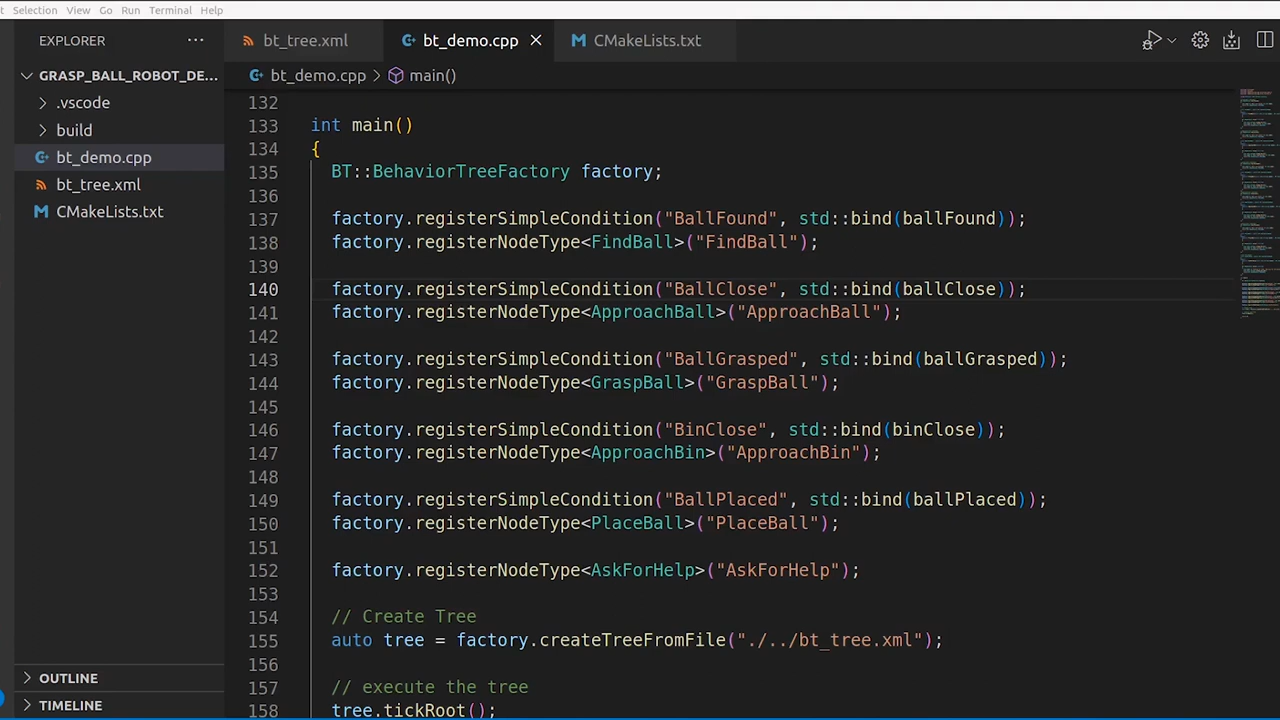 t Selection View Go Run Terminal Help
EXPLORER ...
bt_tree.xml bt_demo.cpp CMakeLists.txt
GRASP_BALL_ROBOT_DE...
bt_demo.cpp > main()
.vscode
build
bt_demo.cpp
bt_tree.xml
CMakeLists.txt
132
133 int main()
134 {
135 BT::BehaviorTreeFactory factory;
136
137 factory.registerSimpleCondition("BallFound", std::bind(ballFound));
138 factory.registerNodeType<FindBall>("FindBall");
139
140 factory.registerSimpleCondition("BallClose", std::bind(ballClose));
141 factory.registerNodeType<ApproachBall>("ApproachBall");
142
143 factory.registerSimpleCondition("BallGrasped", std::bind(ballGrasped));
144 factory.registerNodeType<GraspBall>("GraspBall");
145
146 factory.registerSimpleCondition("BinClose", std::bind(binClose));
147 factory.registerNodeType<ApproachBin>("ApproachBin");
148
149 factory.registerSimpleCondition("BallPlaced", std::bind(ballPlaced));
150 factory.registerNodeType<PlaceBall>("PlaceBall");
151
152 factory.registerNodeType<AskForHelp>("AskForHelp");
153
154 // Create Tree
155 auto tree = factory.createTreeFromFile("./../bt_tree.xml");
156
157 // execute the tree
158 tree.tickRoot();
OUTLINE
TIMELINE